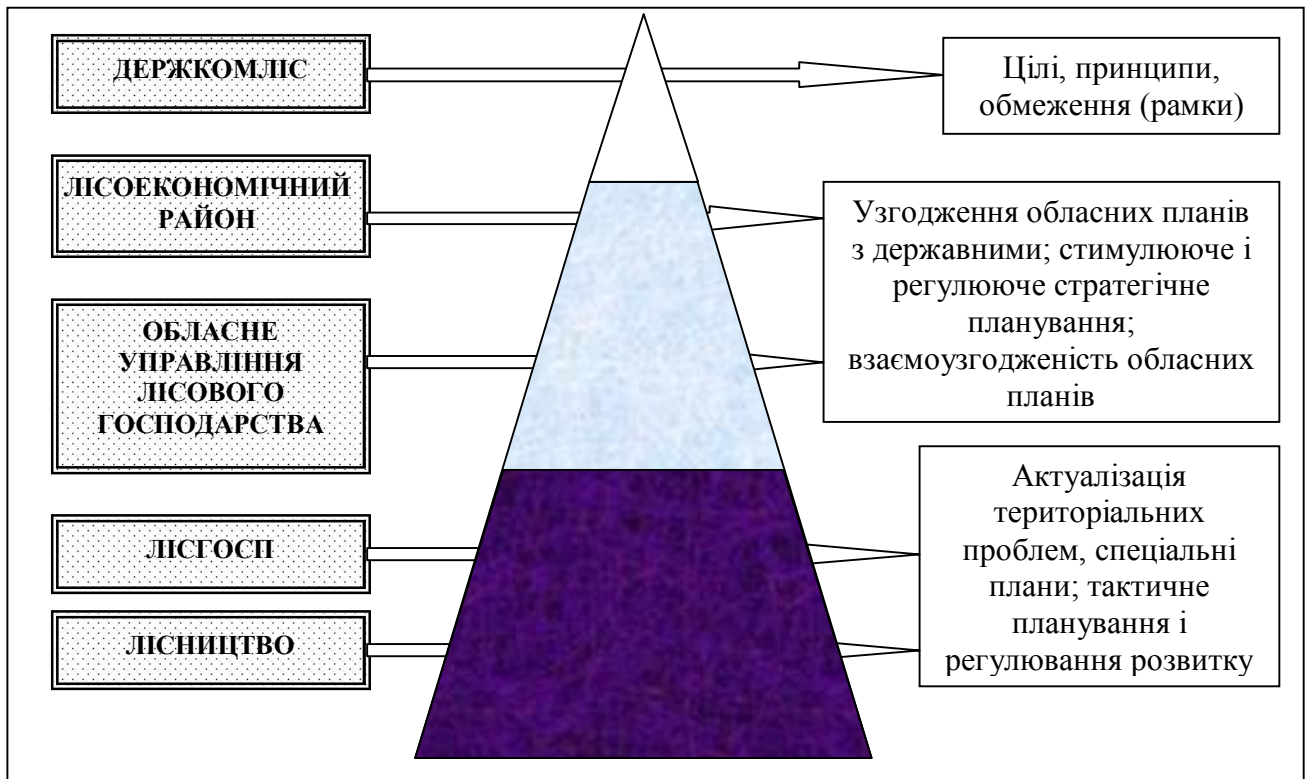 ДЕРЖКОМЛІС
Цілі, принципи,
обмеження (рамки)
ЛІСОЕКОНОМІЧНИЙ
РАЙОН
Узгодження обласних планів
з державними; стимулююче і
регулююче стратегічне
планування;
взаємоузгодженість обласних
планів
ОБЛАСНЕ
УПРАВЛІННЯ
ЛІСОВОГО
ГОСПОДАРСТВА
ЛІСГОСП
ЛІСНИЦТВО
Актуалізація
територіальних
проблем, спеціальні
плани; тактичне
планування і
регулювання розвитку